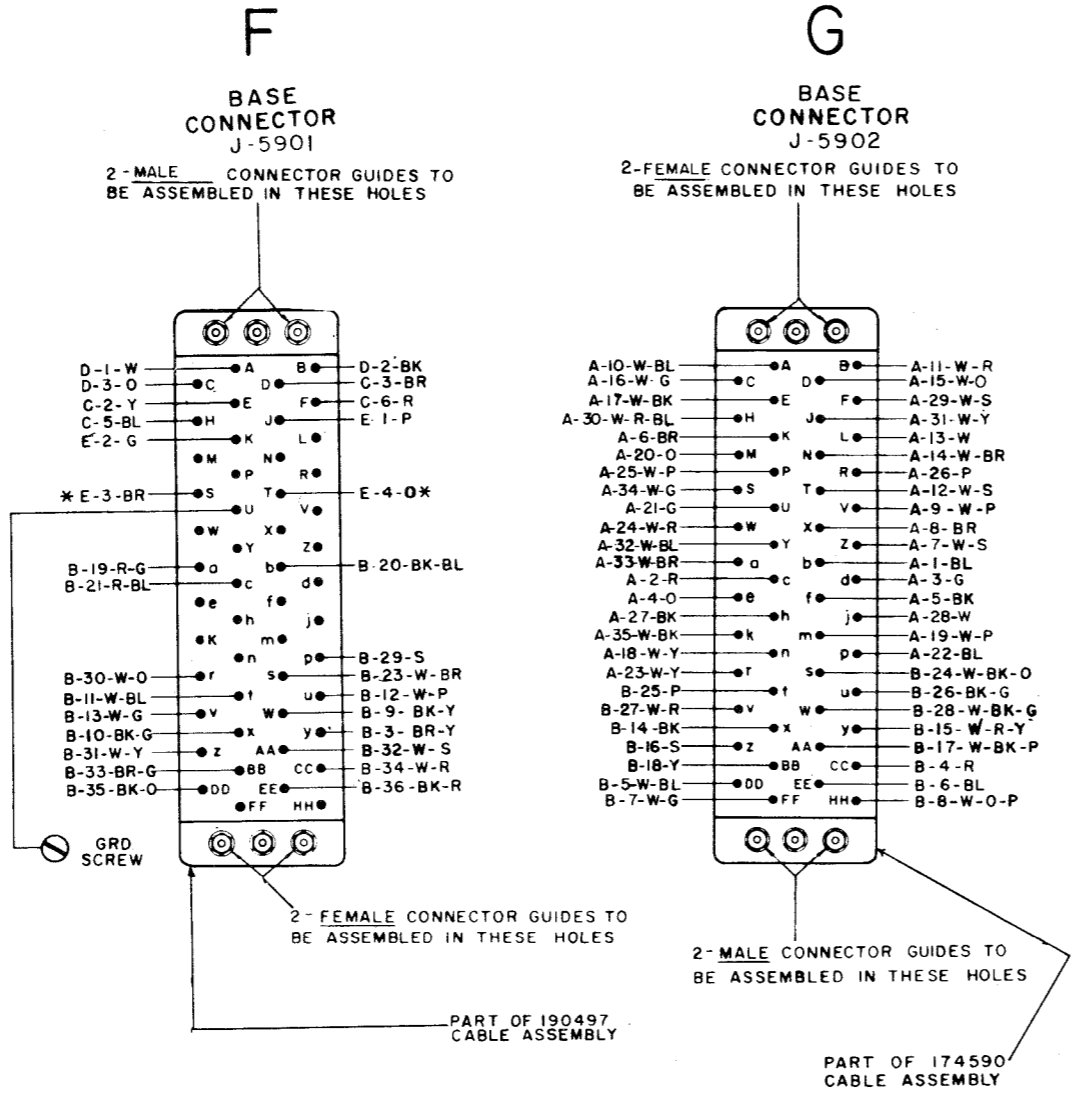 F
BASE
CONNECTOR
J-5901
2-MALE CONNECTOR GUIDES TO
BE ASSEMBLED IN THESE HOLES
D-1-W A B D-2-BK
D-3-O C D C-3-BR
C-2-Y E F C-6-R
C-5-BL H J E-1-P
E-2-G K L
M N
P R
* E-3-BR S T E-4-O*
U V
W X
Y Z
B-19-R-G a b B-20-BK-BL
B-21-R-BL c d
e f
h j
K m
n p B-29-S
B-30-W-O r s B-23-W-BR
B-11-W-BL t u B-12-W-P
B-13-W-G v W B-9-BK-Y
B-10-BK-G x y B-3-BR-Y
B-31-W-Y z AA B-32-W-S
B-33-BR-G BB CC B-34-W-R
B-35-BK-O DD EE B-36-BK-R
FF HH
GRD
SCREW
2-FEMALE CONNECTOR GUIDES TO
BE ASSEMBLED IN THESE HOLES
PART OF 190497
CABLE ASSEMBLY
G
BASE
CONNECTOR
J-5902
2-FEMALE CONNECTOR GUIDES TO
BE ASSEMBLED IN THESE HOLES
A-10-W-BL A B A-11-W-R
A-16-W-G C D A-15-W-O
A-17-W-BK E F A-29-W-S
A-30-W-R-BL H J A-31-W-Y
A-6-BR K L A-13-W
A-20-O M N A-14-W-BR
A-25-W-P P R A-26-P
A-34-W-G S T A-12-W-S
A-21-G U V A-9-W-P
A-24-W-R W X A-8-BR
A-32-W-BL Y Z A-7-W-S
A-33-W-BR a b A-1-BL
A-2-R c d A-3-G
A-4-O e f A-5-BK
A-27-BK h j A-28-W
A-35-W-BK k m A-19-W-P
A-18-W-Y n p A-22-BL
A-23-W-Y r s B-24-W-BK-O
B-25-P t u B-26-BK-G
B-27-W-R v W B-28-W-BK-G
B-14-BK x y B-15-W-R-Y
B-16-S z AA B-17-W-BK-P
B-18-Y BB CC B-4-R
B-5-W-BL DD EE B-6-BL
B-7-W-G FF HH B-8-W-O-P
2-MALE CONNECTOR GUIDES TO
BE ASSEMBLED IN THESE HOLES
PART OF 174590
CABLE ASSEMBLY